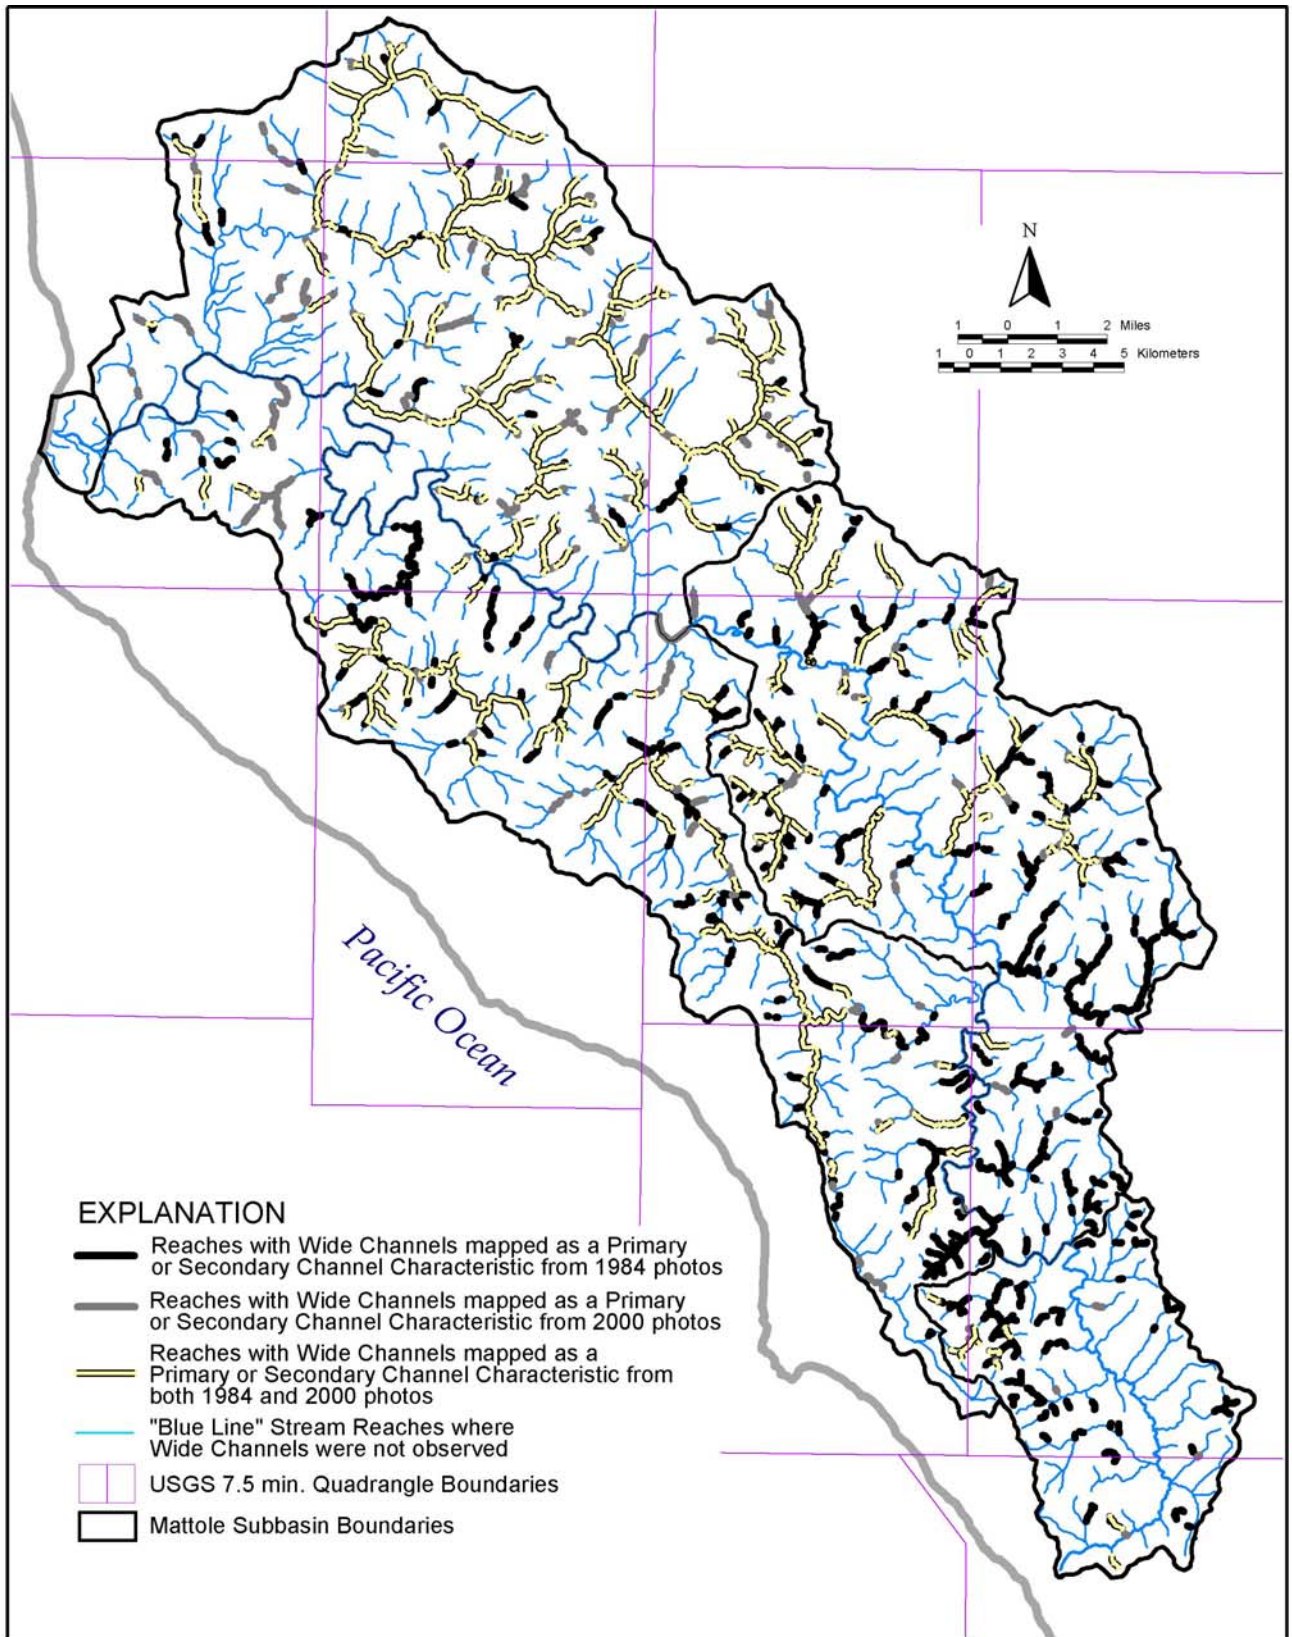 N
1 0 1 2 Miles
1 0 1 2 3 4 5 Kilometers
Pacific Ocean
EXPLANATION
Reaches with Wide Channels mapped as a Primary
or Secondary Channel Characteristic from 1984 photos
Reaches with Wide Channels mapped as a Primary
or Secondary Channel Characteristic from 2000 photos
Reaches with Wide Channels mapped as a
Primary or Secondary Channel Characteristic from
both 1984 and 2000 photos
"Blue Line" Stream Reaches where
Wide Channels were not observed
USGS 7.5 min. Quadrangle Boundaries
Mattole Subbasin Boundaries